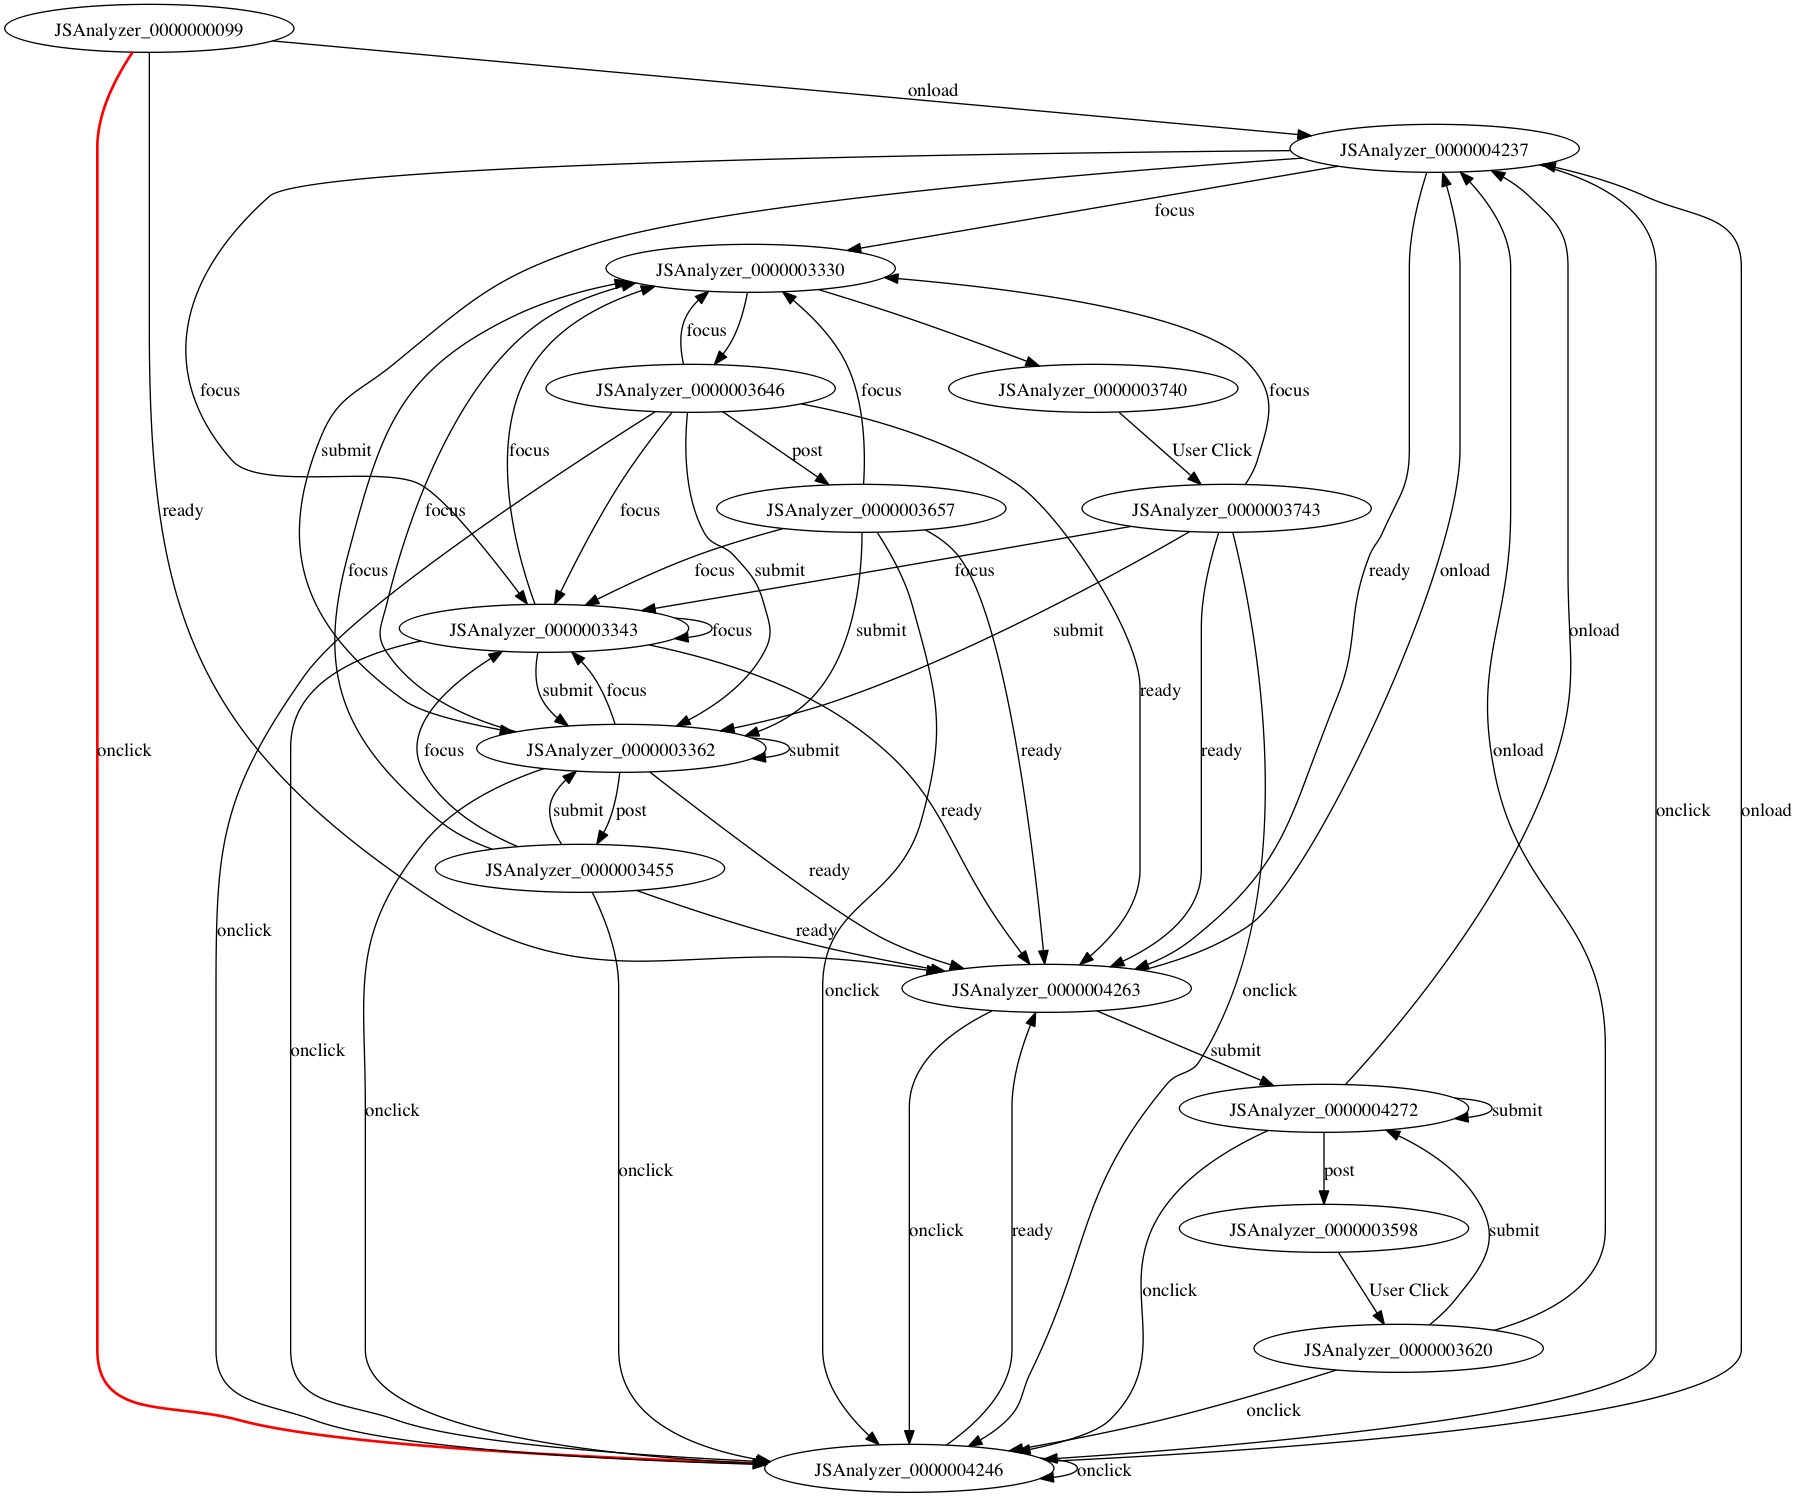 JSAnalyzer_0000000099
onload
JSAnalyzer_0000004237
focus
JSAnalyzer_0000003330
focus
JSAnalyzer_0000003646
JSAnalyzer_0000003740
focus
focus
focus
submit
focus
post
User Click
ready
focus
focus
JSAnalyzer_0000003657
JSAnalyzer_0000003743
focus
focus
submit
focus
ready
onload
JSAnalyzer_0000003343
focus
submit
submit
onload
submit
focus
ready
onclick
JSAnalyzer_0000003362
focus
submit
ready
ready
onload
submit
post
ready
onclick
onload
JSAnalyzer_0000003455
ready
onclick
ready
JSAnalyzer_0000004263
onclick
onclick
onclick
submit
onclick
JSAnalyzer_0000004272
submit
onclick
post
onclick
ready
JSAnalyzer_0000003598
submit
onclick
User Click
JSAnalyzer_0000003620
onclick
JSAnalyzer_0000004246
onclick